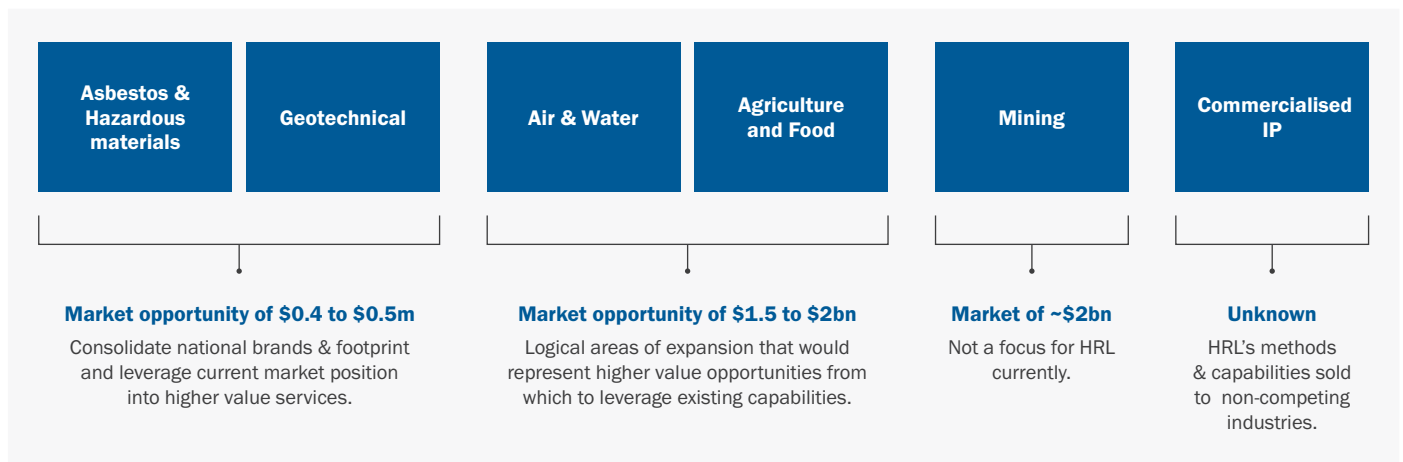 Asbestos &
Hazardous
materials
Geotechnical
Air & Water
Agriculture
and Food
Mining
Commercialised
IP
Market opportunity of $0.4 to $0.5m
Consolidate national brands & footprint
and leverage current market position
into higher value services.
Market opportunity of $1.5 to $2bn
Logical areas of expansion that would
represent higher value opportunities from
which to leverage existing capabilities.
Market of ~$2bn
Not a focus for HRL
currently.
Unknown
HRL's methods
& capabilities sold
to non-competing
industries.